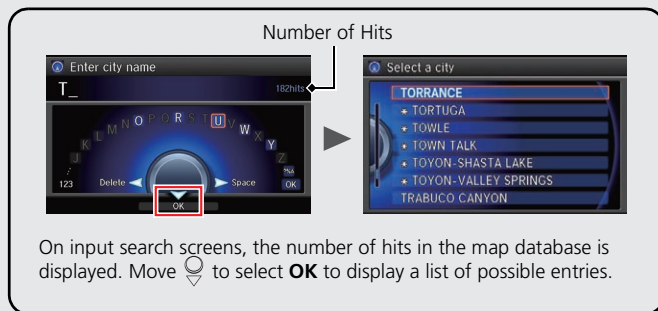 Number of Hits
Enter city name
T_
182hits
J K L M N O P Q R S T U V W X Y Z
123
Delete
Space
OK
OK
Select a city
TORRANCE
TORTUGA
TOWLE
TOWN TALK
TOYON-SHASTA LAKE
TOYON-VALLEY SPRINGS
TRABUCO CANYON
On input search screens, the number of hits in the map database is
displayed. Move to select OK to display a list of possible entries.